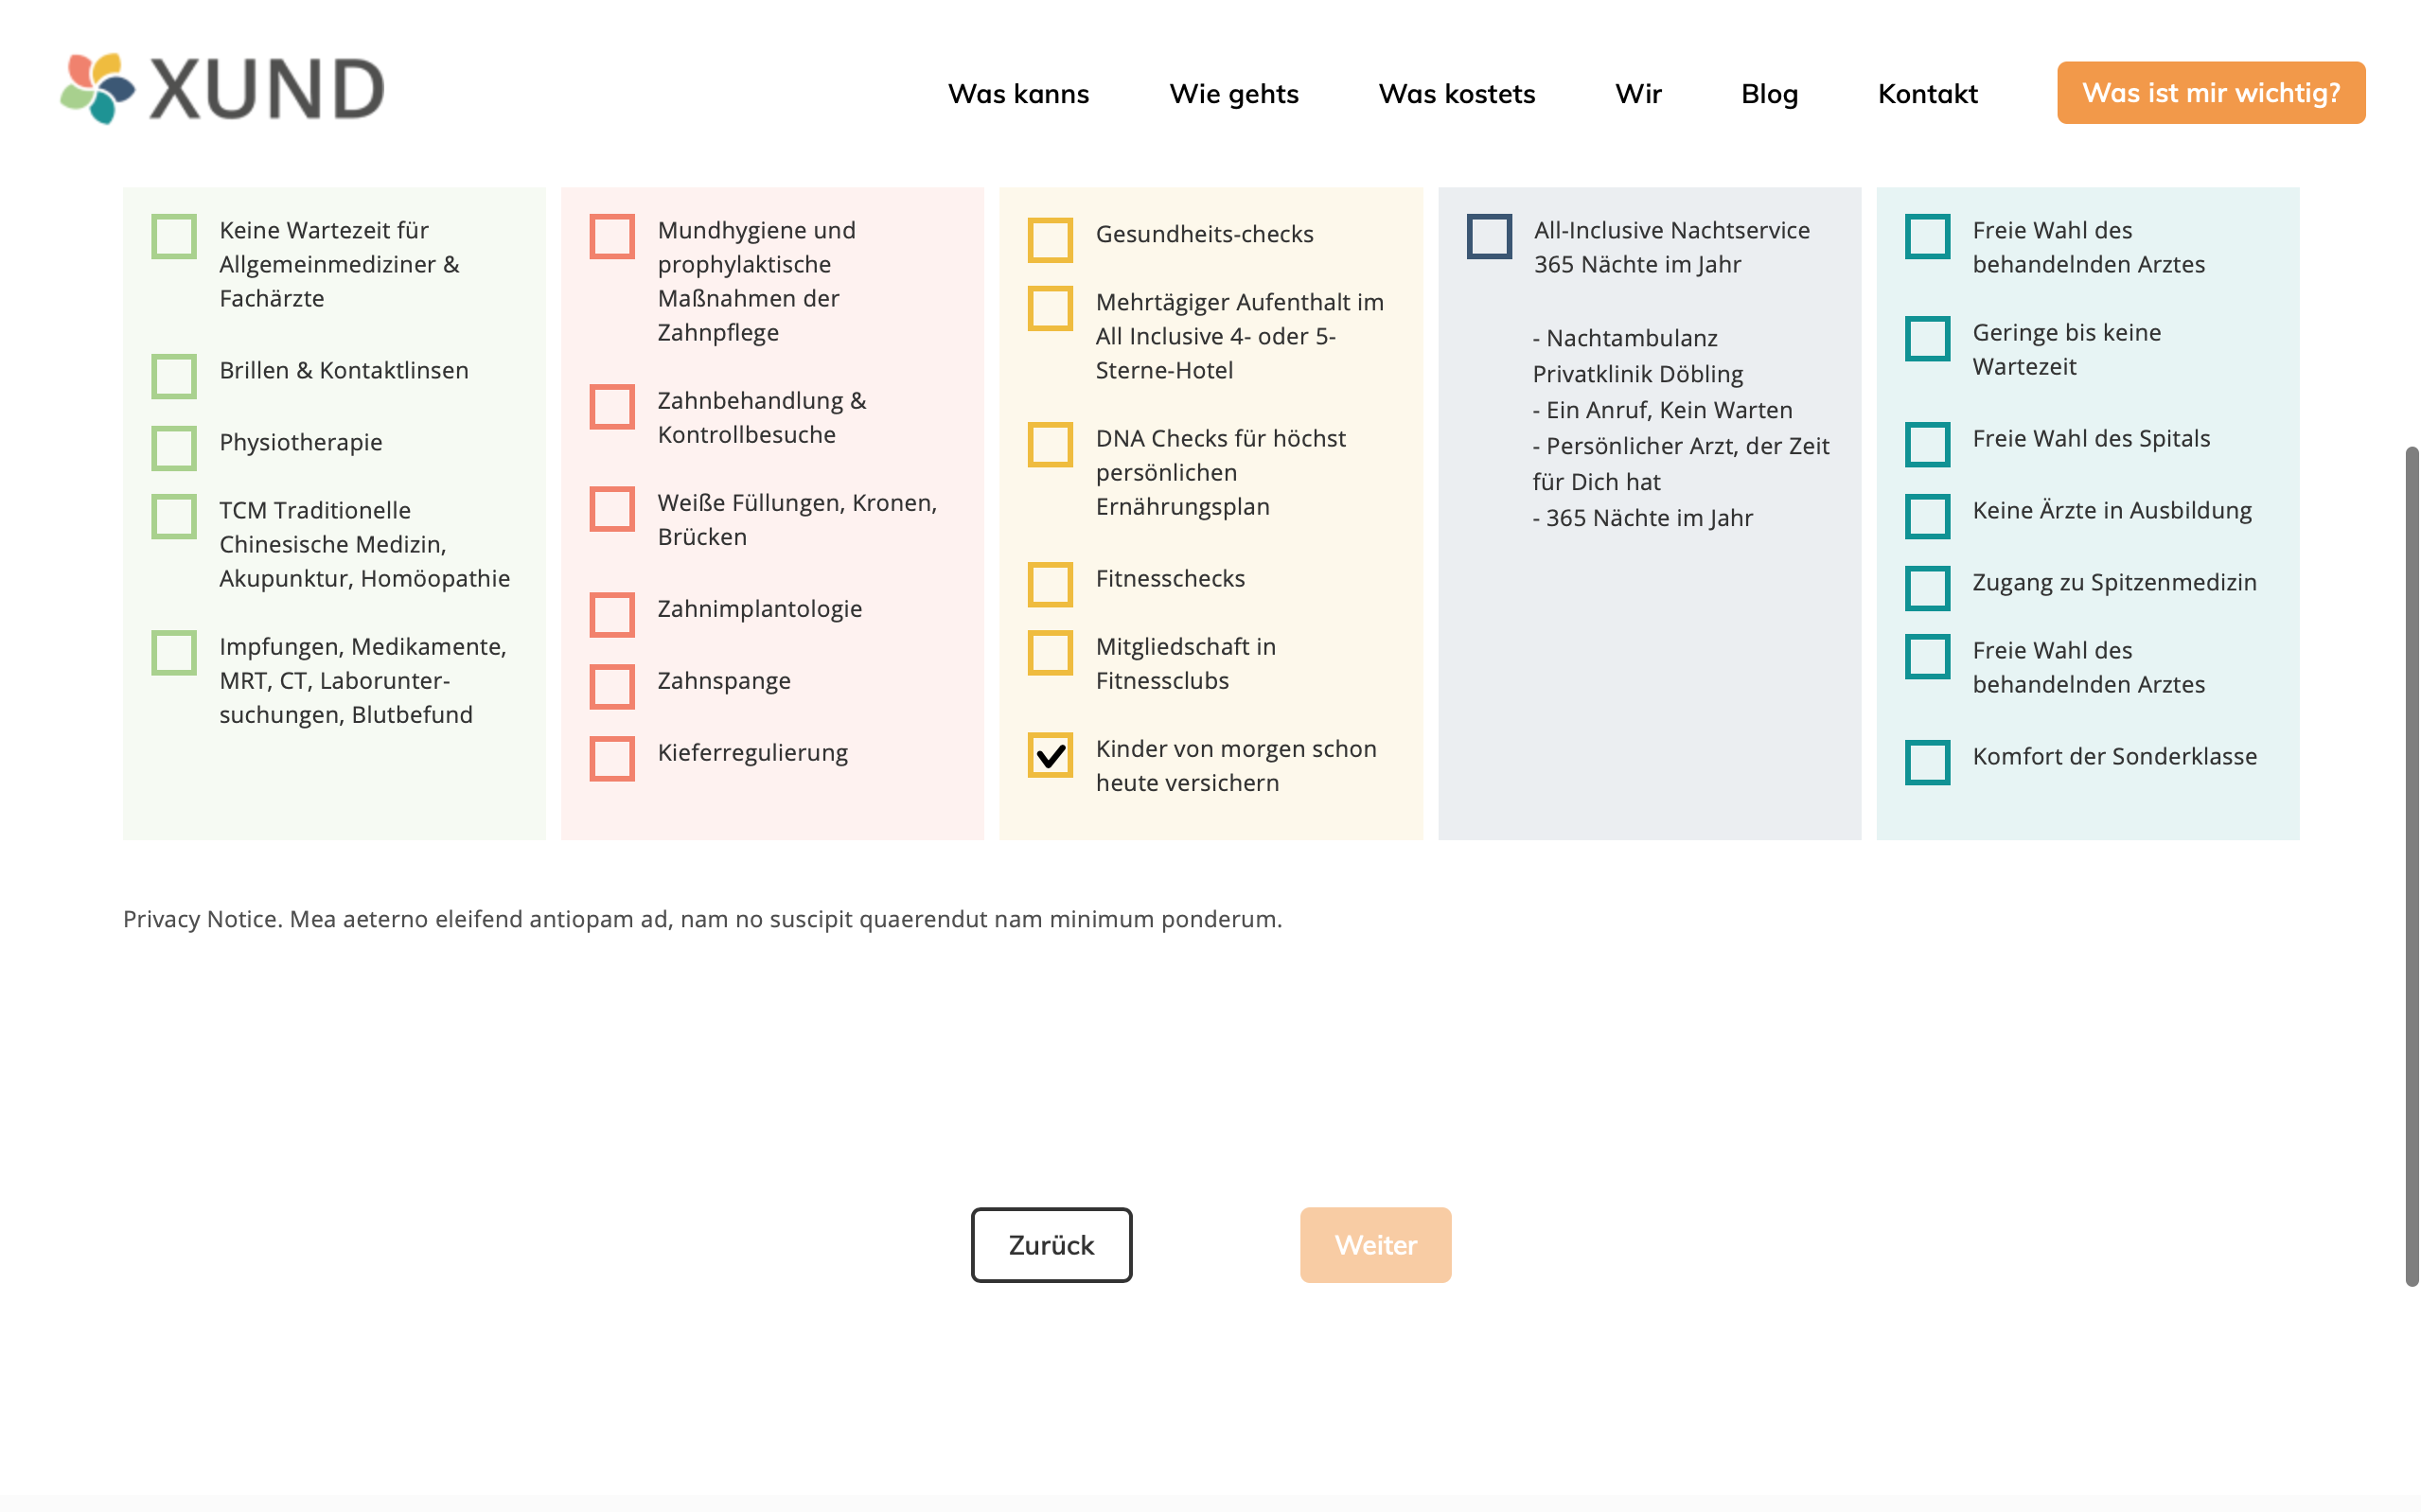 XUND
Was kanns
Wie gehts
Was kostets
Wir
Blog
Kontakt
Was ist mir wichtig?
Keine Wartezeit für
Allgemeinmediziner &
Fachärzte
Brillen & Kontaktlinsen
Physiotherapie
TCM Traditionelle
Chinesische Medizin,
Akupunktur, Homöopathie
Impfungen, Medikamente,
MRT, CT, Laborunter-
suchungen, Blutbefund
Mundhygiene und
prophylaktische
Maßnahmen der
Zahnpflege
Zahnbehandlung &
Kontrollbesuche
Weiße Füllungen, Kronen,
Brücken
Zahnimplantologie
Zahnspange
Kieferregulierung
Gesundheits-checks
Mehrtägiger Aufenthalt im
All Inclusive 4- oder 5-
Sterne-Hotel
DNA Checks für höchst
persönlichen
Ernährungsplan
Fitnesschecks
Mitgliedschaft in
Fitnessclubs
Kinder von morgen schon
heute versichern
All-Inclusive Nachtservice
365 Nächte im Jahr
- Nachtambulanz
Privatklinik Döbling
- Ein Anruf, Kein Warten
- Persönlicher Arzt, der Zeit
für Dich hat
- 365 Nächte im Jahr
Freie Wahl des
behandelnden Arztes
Geringe bis keine
Wartezeit
Freie Wahl des Spitals
Keine Ärzte in Ausbildung
Zugang zu Spitzenmedizin
Freie Wahl des
behandelnden Arztes
Komfort der Sonderklasse
Privacy Notice. Mea aeterno eleifend antiopam ad, nam no suscipit quaerendut nam minimum ponderum.
Zurück
Weiter